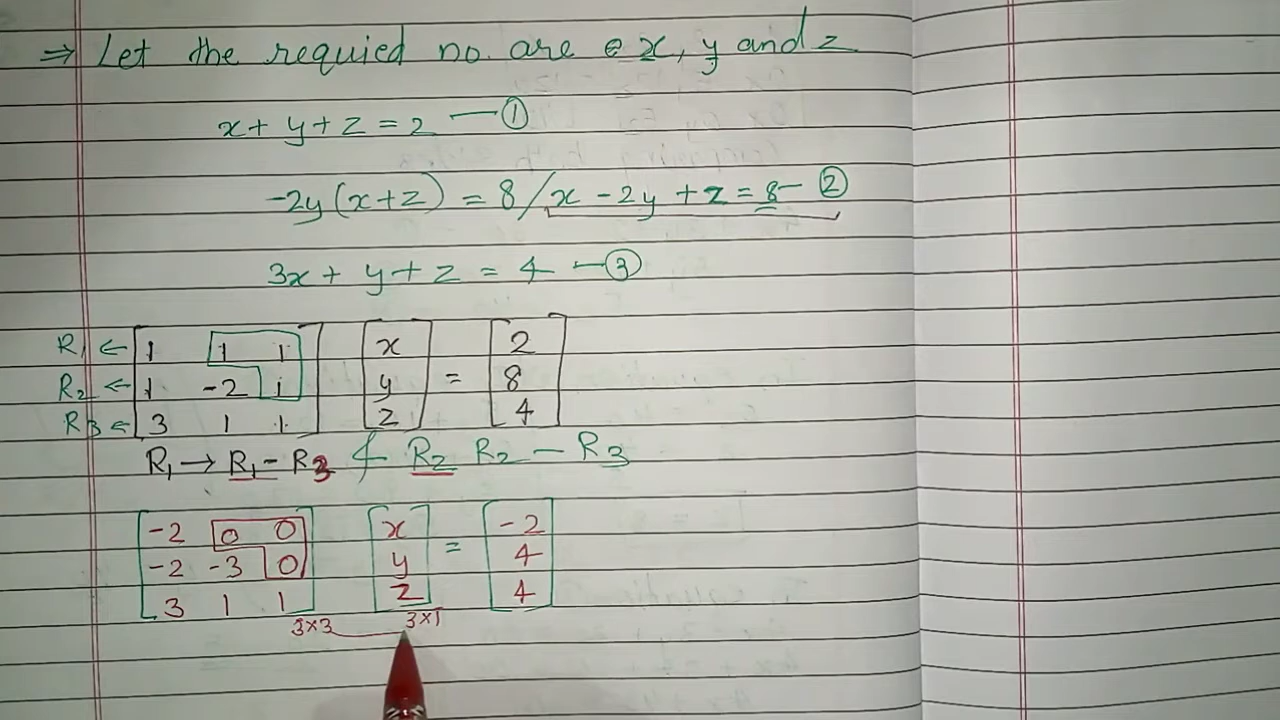 ⇒ Let the requied no. are x, y and z
x + y + z = 2 — ①
-2y (x+z) = 8 / x - 2y + z = 8 — ②
3x + y + z = 4 — ③
R1 ← 1 1 1 x 2
R2 ← 1 -2 1 y = 8
R3 ← 3 1 1 z 4
R1 → R1 - R3 & R2 R2 - R3
-2 0 0 x -2
-2 -3 0 y = 4
3 1 1 z 4
3×3 3×1